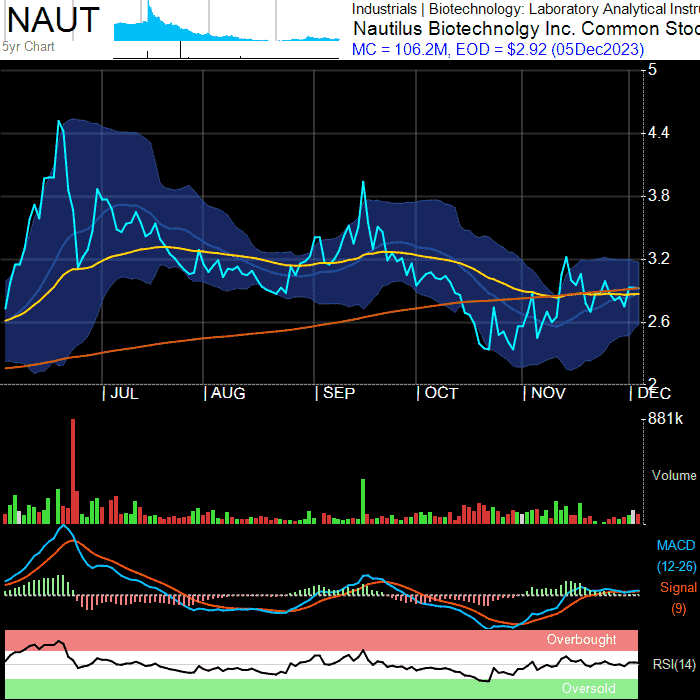 NAUT
5yr Chart
Industrials | Biotechnology: Laboratory Analytical Instr
Nautilus Biotechnolgy Inc. Common Stoc
MC = 106.2M, EOD = $2.92 (05Dec2023)
5
4.4
3.8
3.2
2.6
2
JUL AUG SEP OCT NOV DEC
881k
Volume
MACD
(12-26)
Signal
(9)
Overbought
RSI(14)
Oversold